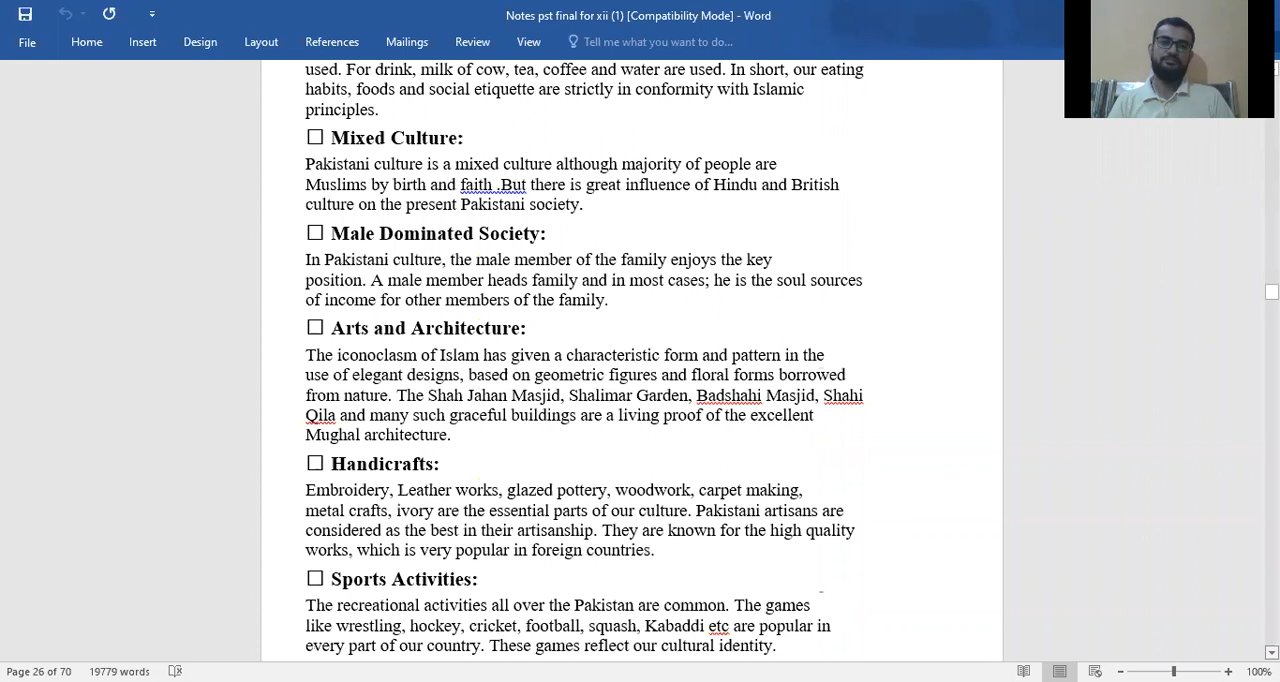 Notes pst final for xii (1) [Compatibility Mode] - Word
File Home Insert Design Layout References Mailings Review View Tell me what you want to do...
used. For drink, milk of cow, tea, coffee and water are used. In short, our eating
habits, foods and social etiquette are strictly in conformity with Islamic
principles.
☐ Mixed Culture:
Pakistani culture is a mixed culture although majority of people are
Muslims by birth and faith .But there is great influence of Hindu and British
culture on the present Pakistani society.
☐ Male Dominated Society:
In Pakistani culture, the male member of the family enjoys the key
position. A male member heads family and in most cases; he is the soul sources
of income for other members of the family.
☐ Arts and Architecture:
The iconoclasm of Islam has given a characteristic form and pattern in the
use of elegant designs, based on geometric figures and floral forms borrowed
from nature. The Shah Jahan Masjid, Shalimar Garden, Badshahi Masjid, Shahi
Qila and many such graceful buildings are a living proof of the excellent
Mughal architecture.
☐ Handicrafts:
Embroidery, Leather works, glazed pottery, woodwork, carpet making,
metal crafts, ivory are the essential parts of our culture. Pakistani artisans are
considered as the best in their artisanship. They are known for the high quality
works, which is very popular in foreign countries.
☐ Sports Activities:
The recreational activities all over the Pakistan are common. The games
like wrestling, hockey, cricket, football, squash, Kabaddi etc are popular in
every part of our country. These games reflect our cultural identity.
Page 26 of 70 19779 words 100%